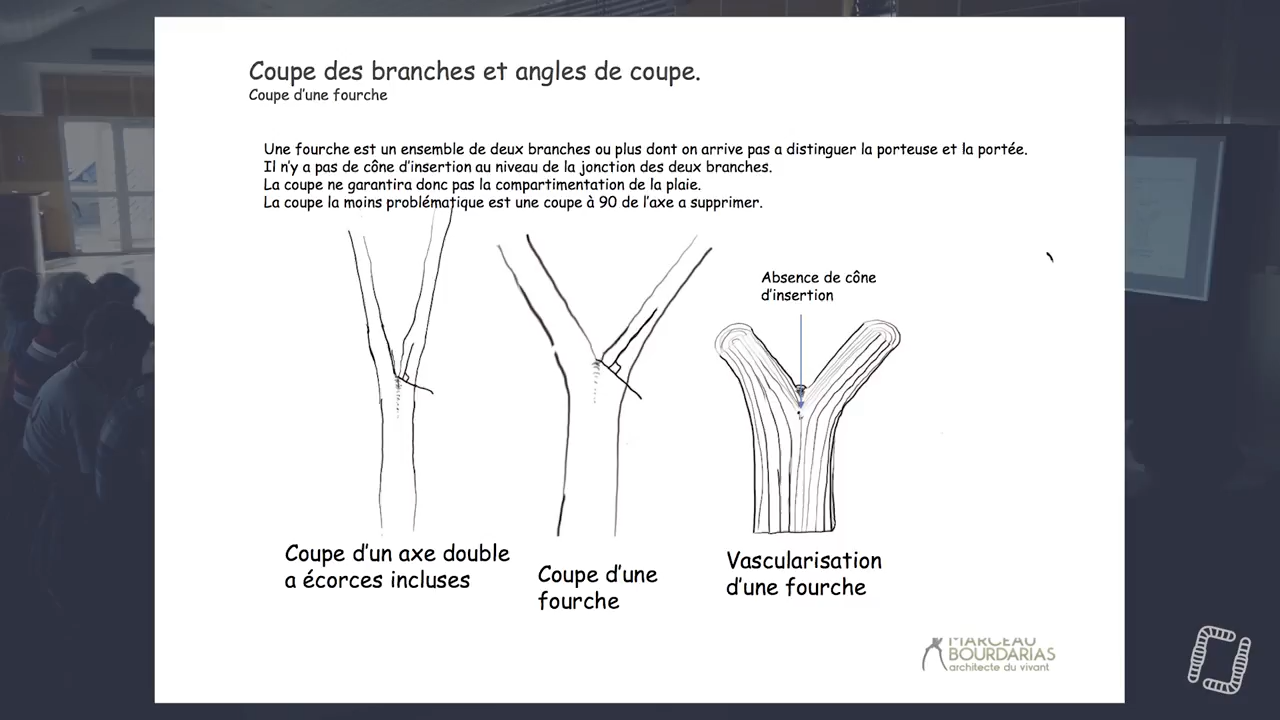 Coupe des branches et angles de coupe.
Coupe d'une fourche
Une fourche est un ensemble de deux branches ou plus dont on arrive pas a distinguer la porteuse et la portée.
Il n'y a pas de cône d'insertion au niveau de la jonction des deux branches.
La coupe ne garantira donc pas la compartimentation de la plaie.
La coupe la moins problématique est une coupe à 90 de l'axe a supprimer.
Absence de cône
d'insertion
Coupe d'un axe double
a écorces incluses
Coupe d'une
fourche
Vascularisation
d'une fourche
MARCEAU
BOURDARIAS
architecte du vivant